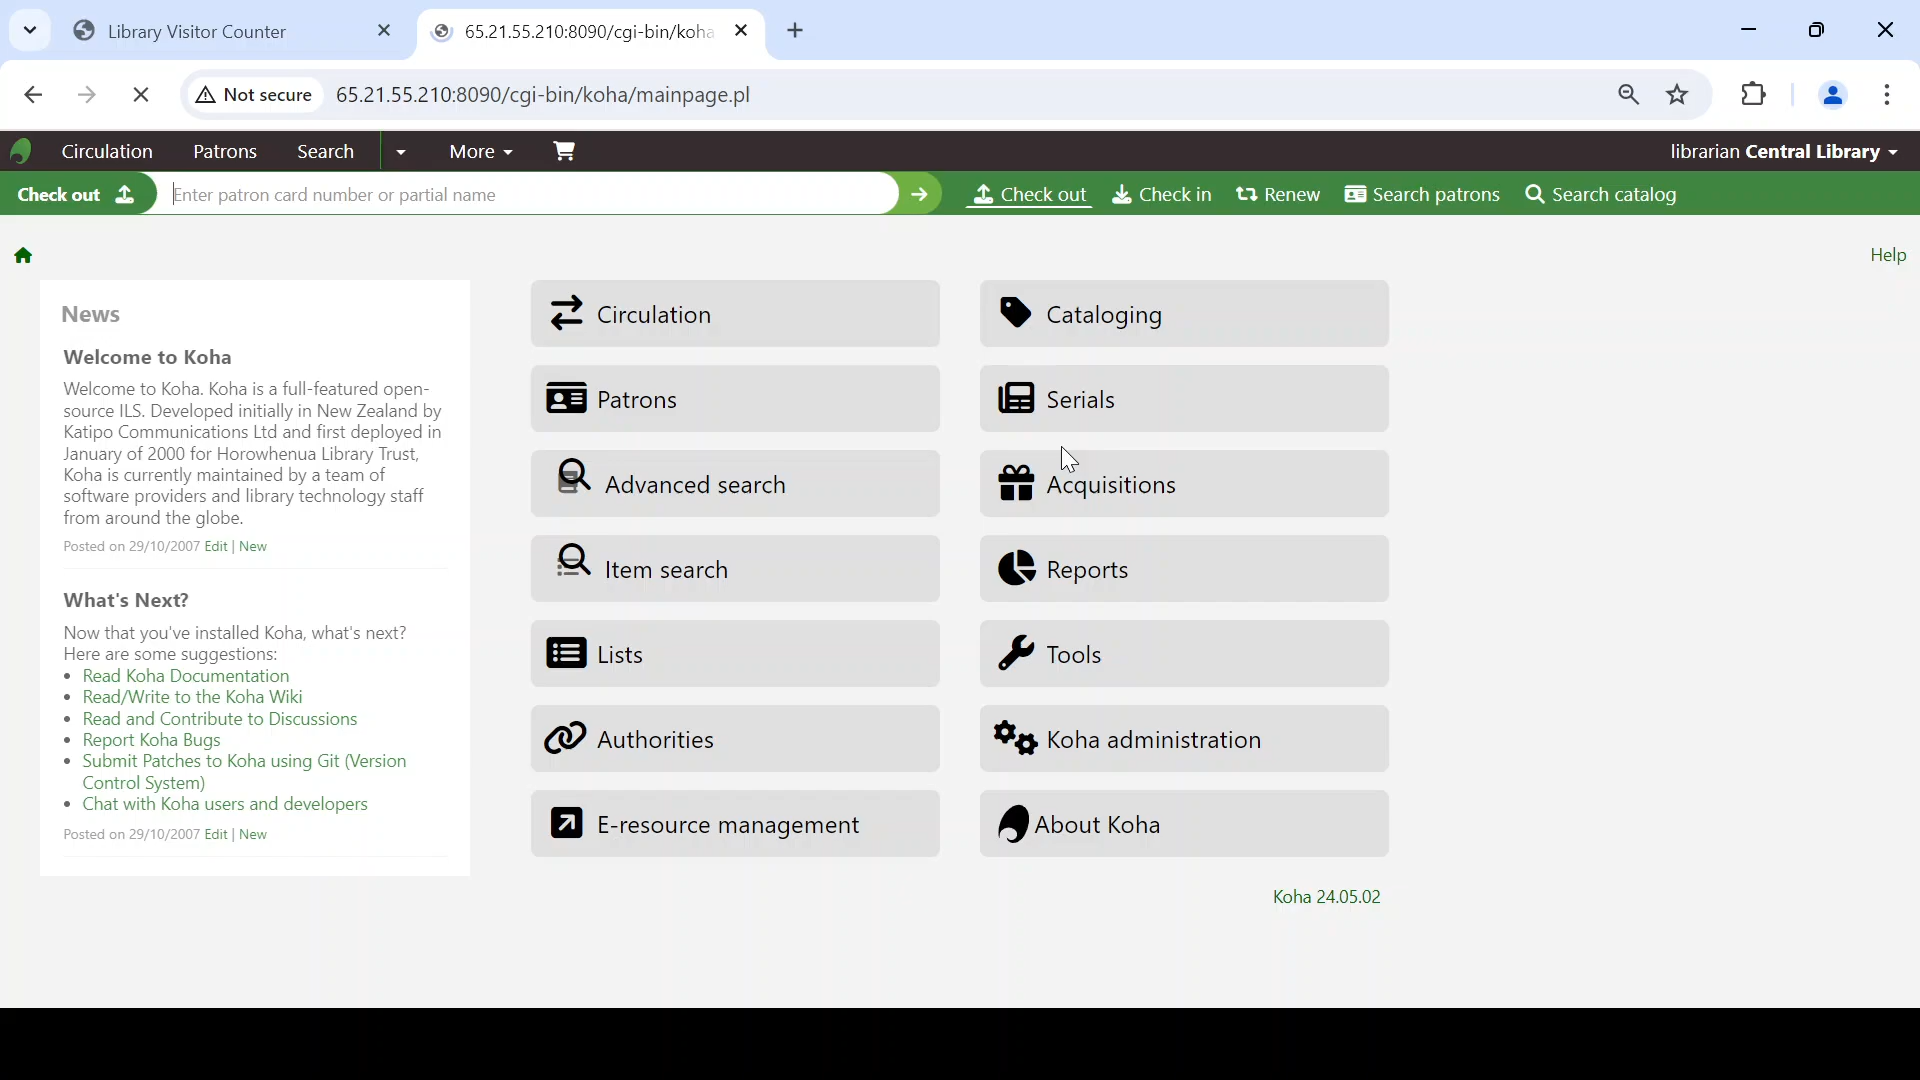 Library Visitor Counter
65.21.55.210:8090/cgi-bin/koha
Not secure
65.21.55.210:8090/cgi-bin/koha/mainpage.pl
Circulation
Patrons
Search
More
librarian Central Library
Check out
Enter patron card number or partial name
Check out
Check in
Renew
Search patrons
Search catalog
Help
News
Welcome to Koha
Welcome to Koha. Koha is a full-featured open-
source ILS. Developed initially in New Zealand by
Katipo Communications Ltd and first deployed in
January of 2000 for Horowhenua Library Trust,
Koha is currently maintained by a team of
software providers and library technology staff
from around the globe.
Posted on 29/10/2007 Edit | New
What's Next?
Now that you've installed Koha, what's next?
Here are some suggestions:
• Read Koha Documentation
• Read/Write to the Koha Wiki
• Read and Contribute to Discussions
• Report Koha Bugs
• Submit Patches to Koha using Git (Version
Control System)
• Chat with Koha users and developers
Posted on 29/10/2007 Edit | New
Circulation
Patrons
Advanced search
Item search
Lists
Authorities
E-resource management
Cataloging
Serials
Acquisitions
Reports
Tools
Koha administration
About Koha
Koha 24.05.02